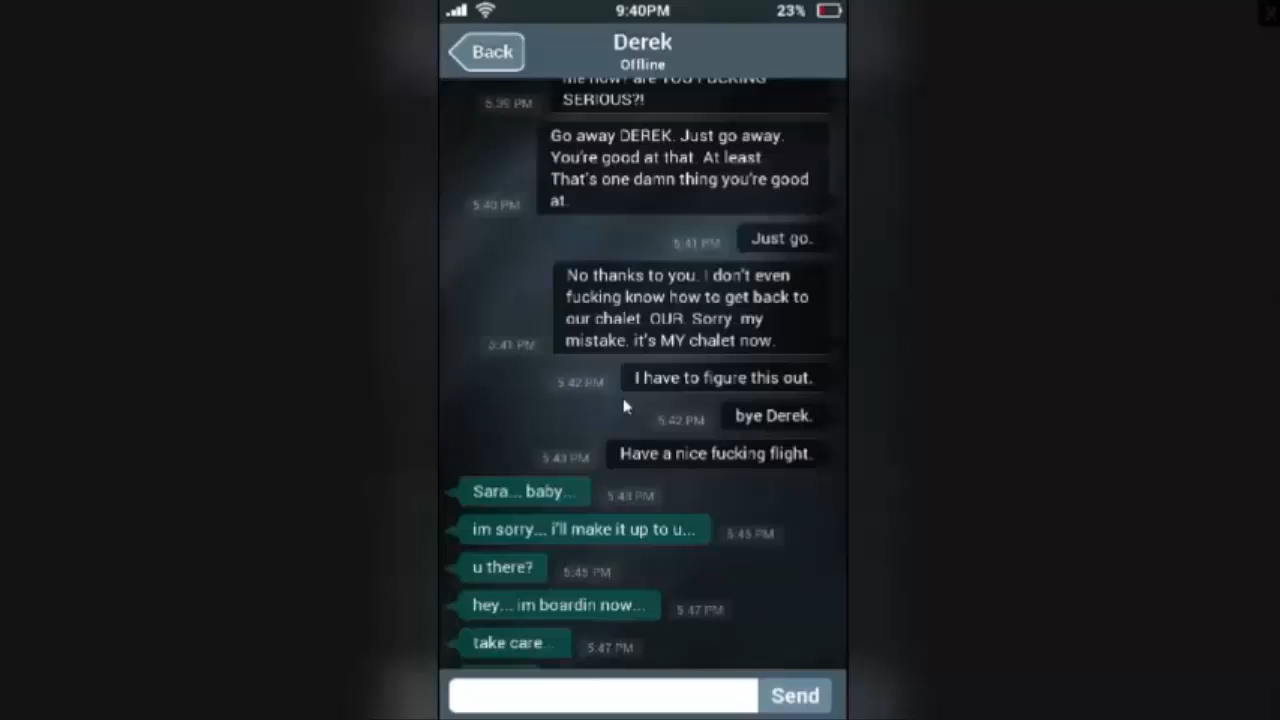 9:40PM
23%
Back
Derek
Offline
me now? are YOU FUCKING
SERIOUS?!
5:39 PM
Go away DEREK. Just go away.
You're good at that. At least
That's one damn thing you're good
at.
5:40 PM
Just go.
5:41 PM
No thanks to you. I don't even
fucking know how to get back to
our chalet. OUR. Sorry. my
mistake. it's MY chalet now.
5:41 PM
I have to figure this out.
5:42 PM
bye Derek.
5:42 PM
Have a nice fucking flight.
5:43 PM
Sara... baby...
5:43 PM
im sorry... i'll make it up to u...
5:45 PM
u there?
5:45 PM
hey... im boardin now...
5:47 PM
take care...
5:47 PM
Send